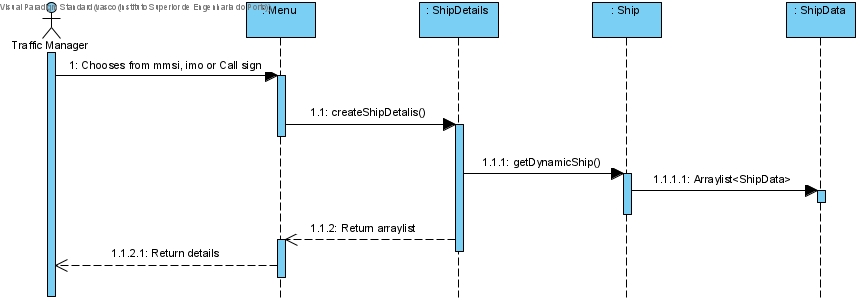 Visual Paradigm Standard(vasco(Instituto Superior de Engenharia do Porto))
: Menu
: ShipDetails
: Ship
: ShipData
Traffic Manager
1: Chooses from mmsi, imo or Call sign
1.1: createShipDetalis()
1.1.1: getDynamicShip()
1.1.1.1: Arraylist<ShipData>
1.1.2: Return arraylist
1.1.2.1: Return details